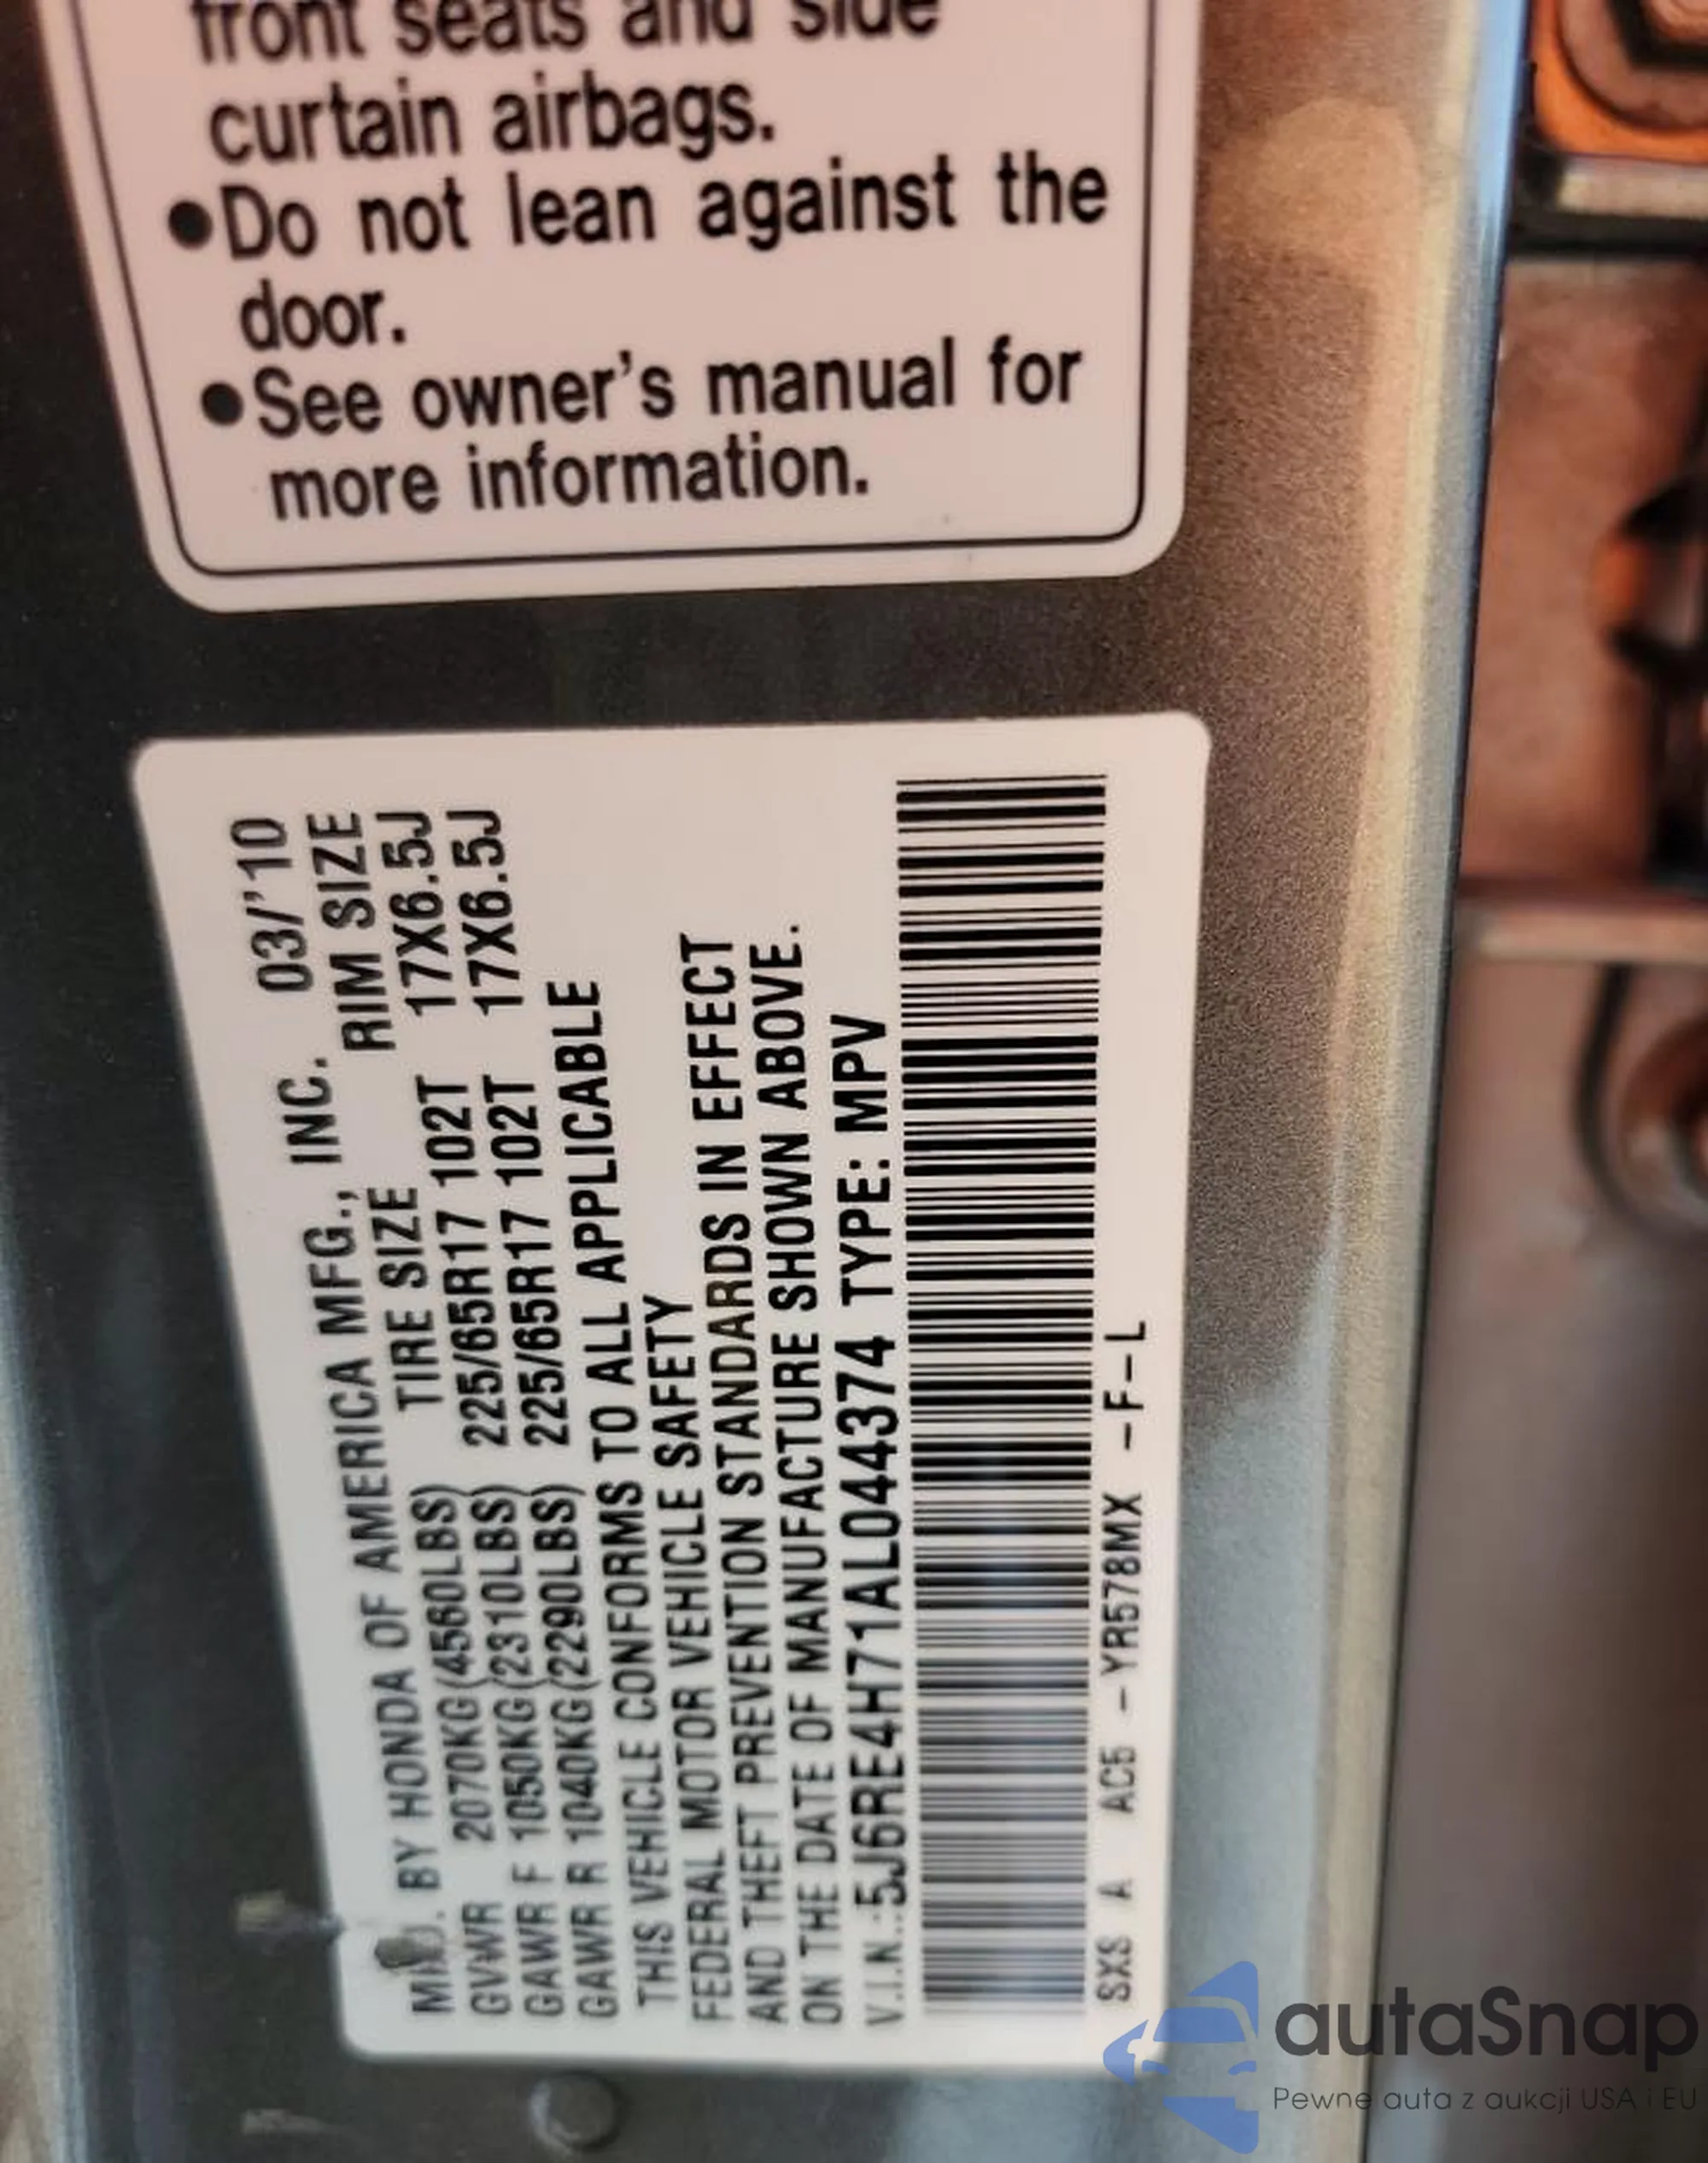 front seats and side
curtain airbags.
●Do not lean against the
door.
●See owner's manual for
more information.
MFD. BY HONDA OF AMERICA MFG., INC. 03/'10
TIRE SIZE RIM SIZE
GVWR 2070KG(4560LBS) 225/65R17 102T 17X6.5J
GAWR F 1050KG(2310LBS) 225/65R17 102T 17X6.5J
GAWR R 1040KG(2290LBS)
THIS VEHICLE CONFORMS TO ALL APPLICABLE
FEDERAL MOTOR VEHICLE SAFETY
AND THEFT PREVENTION STANDARDS IN EFFECT
ON THE DATE OF MANUFACTURE SHOWN ABOVE.
V.I.N.:5J6RE4H71AL044374 TYPE: MPV
SXS A AC5 -YR578MX -F-L
autaSnap
Pewne auta z aukcji USA i EU